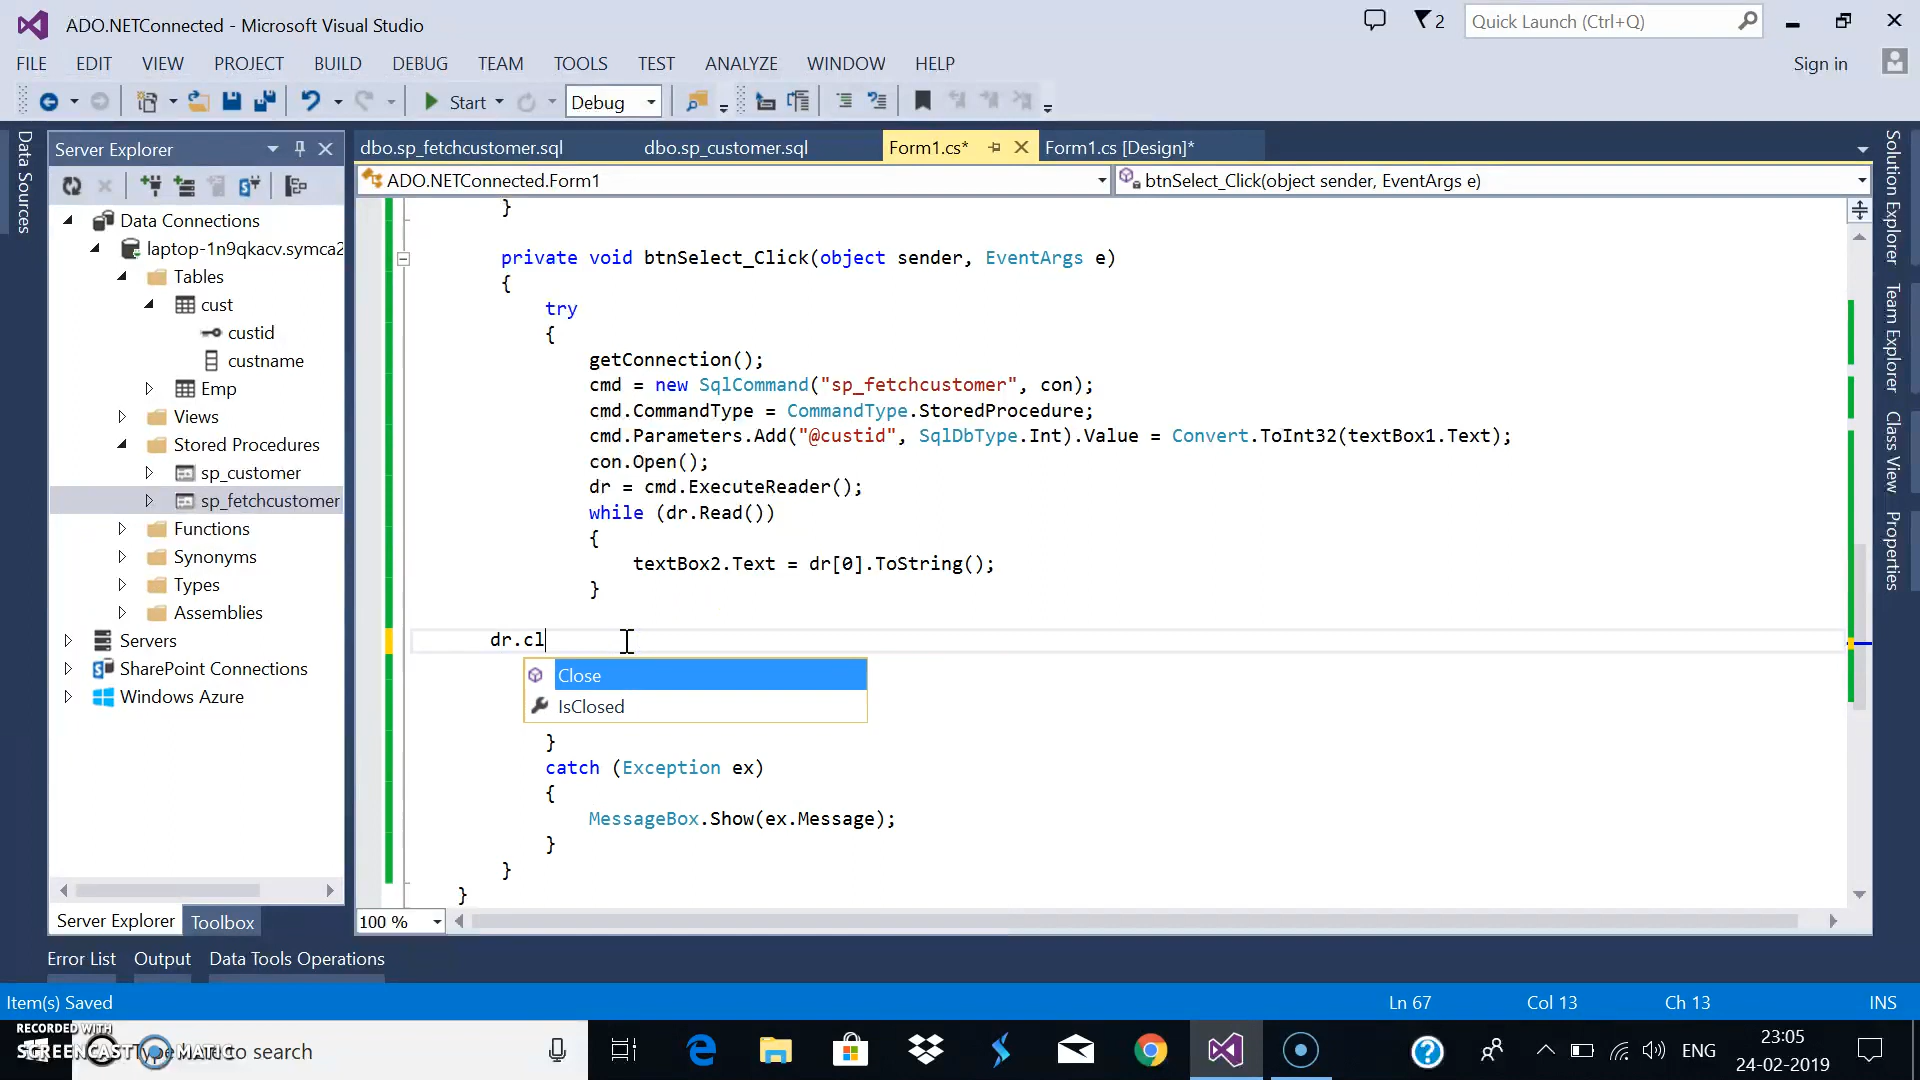 ADO.NETConnected - Microsoft Visual Studio
2
Quick Launch (Ctrl+Q)
FILE EDIT VIEW PROJECT BUILD DEBUG TEAM TOOLS TEST ANALYZE WINDOW HELP
Sign in
Start
Debug
Data Sources
Server Explorer
Data Connections
laptop-1n9qkacv.symca2
Tables
cust
custid
custname
Emp
Views
Stored Procedures
sp_customer
sp_fetchcustomer
Functions
Synonyms
Types
Assemblies
Servers
SharePoint Connections
Windows Azure
Server Explorer
Toolbox
dbo.sp_fetchcustomer.sql
dbo.sp_customer.sql
Form1.cs*
Form1.cs [Design]*
ADO.NETConnected.Form1
btnSelect_Click(object sender, EventArgs e)
}
private void btnSelect_Click(object sender, EventArgs e)
{
try
{
getConnection();
cmd = new SqlCommand("sp_fetchcustomer", con);
cmd.CommandType = CommandType.StoredProcedure;
cmd.Parameters.Add("@custid", SqlDbType.Int).Value = Convert.ToInt32(textBox1.Text);
con.Open();
dr = cmd.ExecuteReader();
while (dr.Read())
{
textBox2.Text = dr[0].ToString();
}
dr.cl
Close
IsClosed
}
catch (Exception ex)
{
MessageBox.Show(ex.Message);
}
}
}
100 %
Solution Explorer
Team Explorer
Class View
Properties
Error List
Output
Data Tools Operations
Item(s) Saved
Ln 67
Col 13
Ch 13
INS
RECORDED WITH
SCREENCAST MATIC
Type here to search
ENG
23:05
24-02-2019